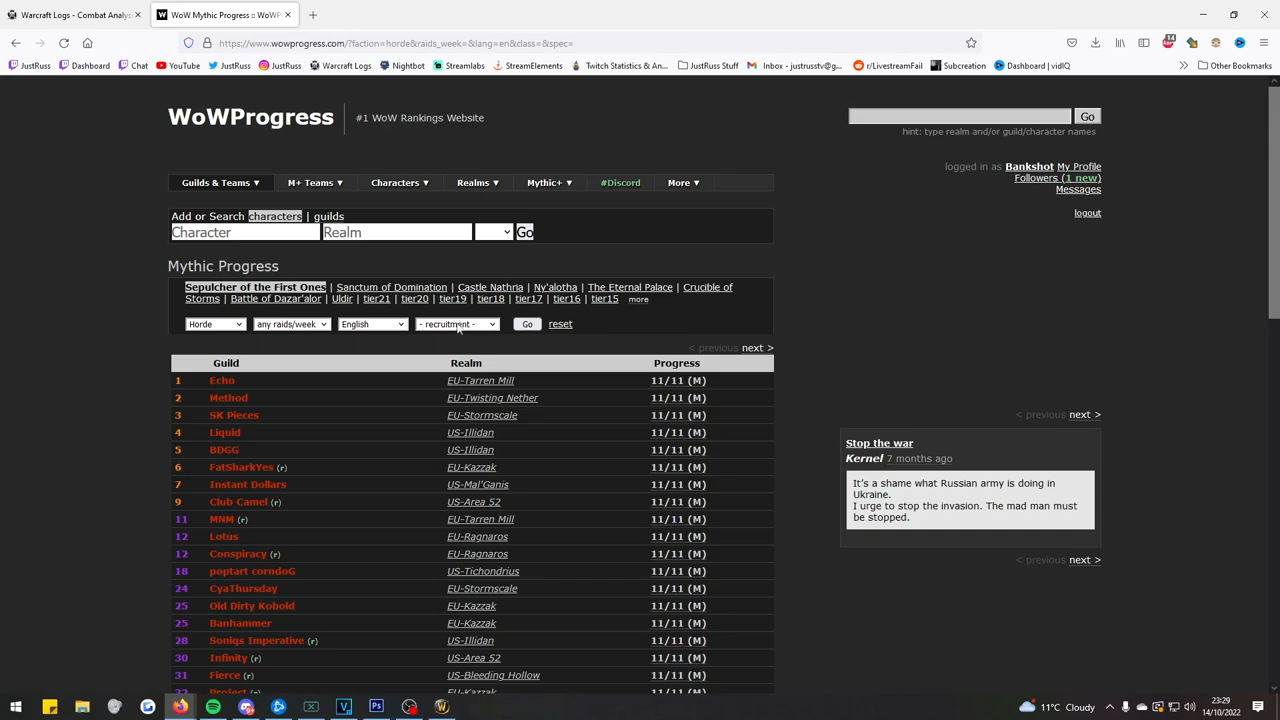 Warcraft Logs - Combat Analys
WoW Mythic Progress :: WoWP
https://www.wowprogress.com/?faction=horde&raids_week=&lang=en&class=&spec=
14
JustRuss Dashboard Chat YouTube JustRuss JustRuss Warcraft Logs Nightbot Streamlabs StreamElements Twitch Statistics & An... JustRuss Stuff Inbox - justrusstv@g... r/LivestreamFail Subcreation Dashboard | vidIQ Other Bookmarks
WoWProgress #1 WoW Rankings Website
Go
hint: type realm and/or guild/character names
logged in as Bankshot My Profile
Followers (1 new)
Messages
logout
Guilds & Teams ▼ M+ Teams ▼ Characters ▼ Realms ▼ Mythic+ ▼ #Discord More ▼
Add or Search characters | guilds
Character Realm Go
Mythic Progress
Sepulcher of the First Ones | Sanctum of Domination | Castle Nathria | Ny'alotha | The Eternal Palace | Crucible of
Storms | Battle of Dazar'alor | Uldir | tier21 | tier20 | tier19 | tier18 | tier17 | tier16 | tier15 more
Horde any raids/week English - recruitment - Go reset
< previous next >
Guild Realm Progress
1 Echo EU-Tarren Mill 11/11 (M)
2 Method EU-Twisting Nether 11/11 (M)
3 SK Pieces EU-Stormscale 11/11 (M)
4 Liquid US-Illidan 11/11 (M)
5 BDGG US-Illidan 11/11 (M)
6 FatSharkYes (r) EU-Kazzak 11/11 (M)
7 Instant Dollars US-Mal'Ganis 11/11 (M)
9 Club Camel (r) US-Area 52 11/11 (M)
11 MNM (r) EU-Tarren Mill 11/11 (M)
12 Lotus EU-Ragnaros 11/11 (M)
12 Conspiracy (r) EU-Ragnaros 11/11 (M)
18 poptart corndoG US-Tichondrius 11/11 (M)
24 CyaThursday EU-Stormscale 11/11 (M)
25 Old Dirty Kobold EU-Kazzak 11/11 (M)
25 Banhammer EU-Kazzak 11/11 (M)
28 Soniqs Imperative (r) US-Illidan 11/11 (M)
30 Infinity (r) US-Area 52 11/11 (M)
31 Fierce (r) US-Bleeding Hollow 11/11 (M)
32 Project (r) EU-Kazzak 11/11 (M)
< previous next >
Stop the war
Kernel 7 months ago
It's a shame what Russian army is doing in
Ukraine.
I urge to stop the invasion. The mad man must
be stopped.
< previous next >
11°C Cloudy
23:29
14/10/2022